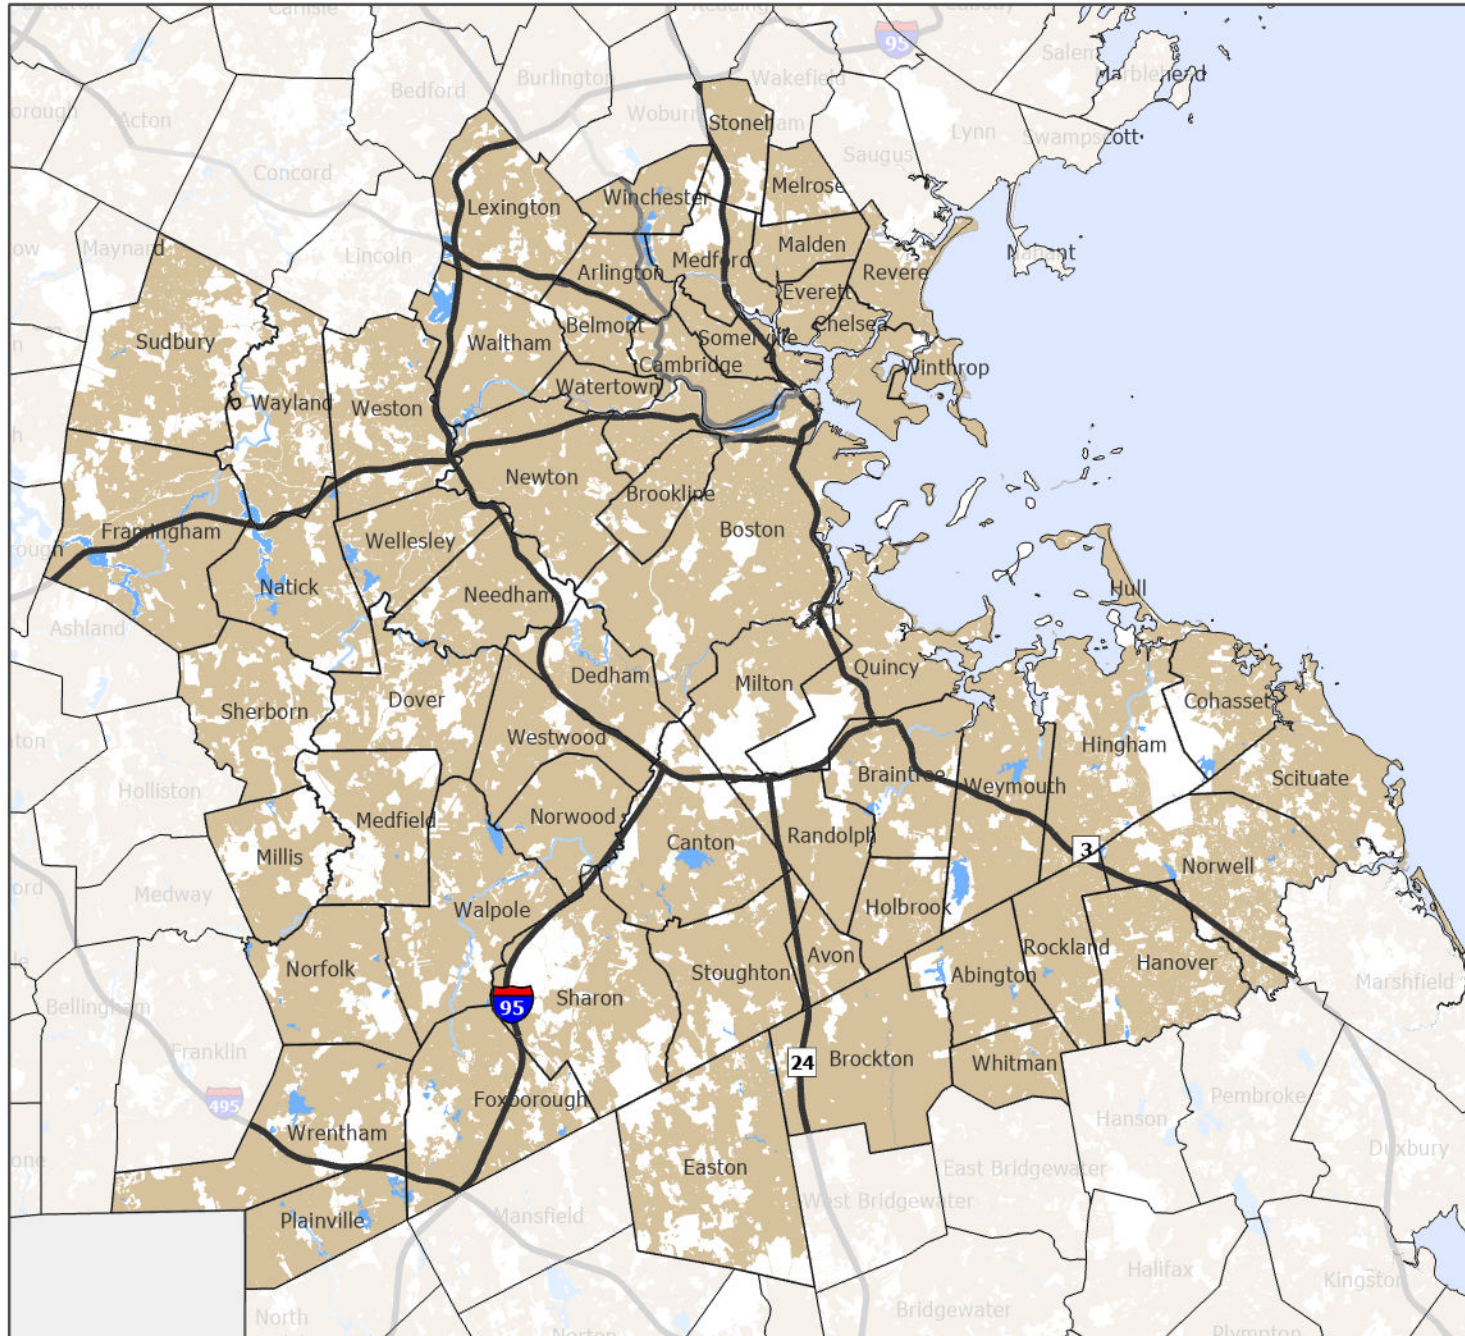 Carlisle
95
Salem
Marblehead
Burlington
Wakefield
Bedford
Woburn
Acton
Stoneham
Lynn
Swampscott
Saugus
Concord
Melrose
Winchester
Lexington
Maynard
Lincoln
Malden
Nahant
Arlington
Medford
Revere
Everett
Chelsea
Belmont
Somerville
Sudbury
Waltham
Cambridge
Winthrop
Watertown
Wayland
Weston
Newton
Brookline
Boston
Framingham
Wellesley
Natick
Needham
Hull
Ashland
Quincy
Dedham
Milton
Dover
Cohasset
Sherborn
Westwood
Hingham
Holliston
Braintree
Weymouth
Scituate
Medfield
Norwood
Canton
Randolph
3
Millis
Norwell
Medway
Holbrook
Walpole
Rockland
Avon
Norfolk
Stoughton
Abington
Hanover
Marshfield
Sharon
95
Bellingham
Franklin
24
Brockton
Whitman
495
Foxborough
Pembroke
Hanson
Wrentham
Duxbury
Easton
East Bridgewater
West Bridgewater
Plainville
Mansfield
Halifax
Kingston
North
Bridgewater
Norton
Plympton